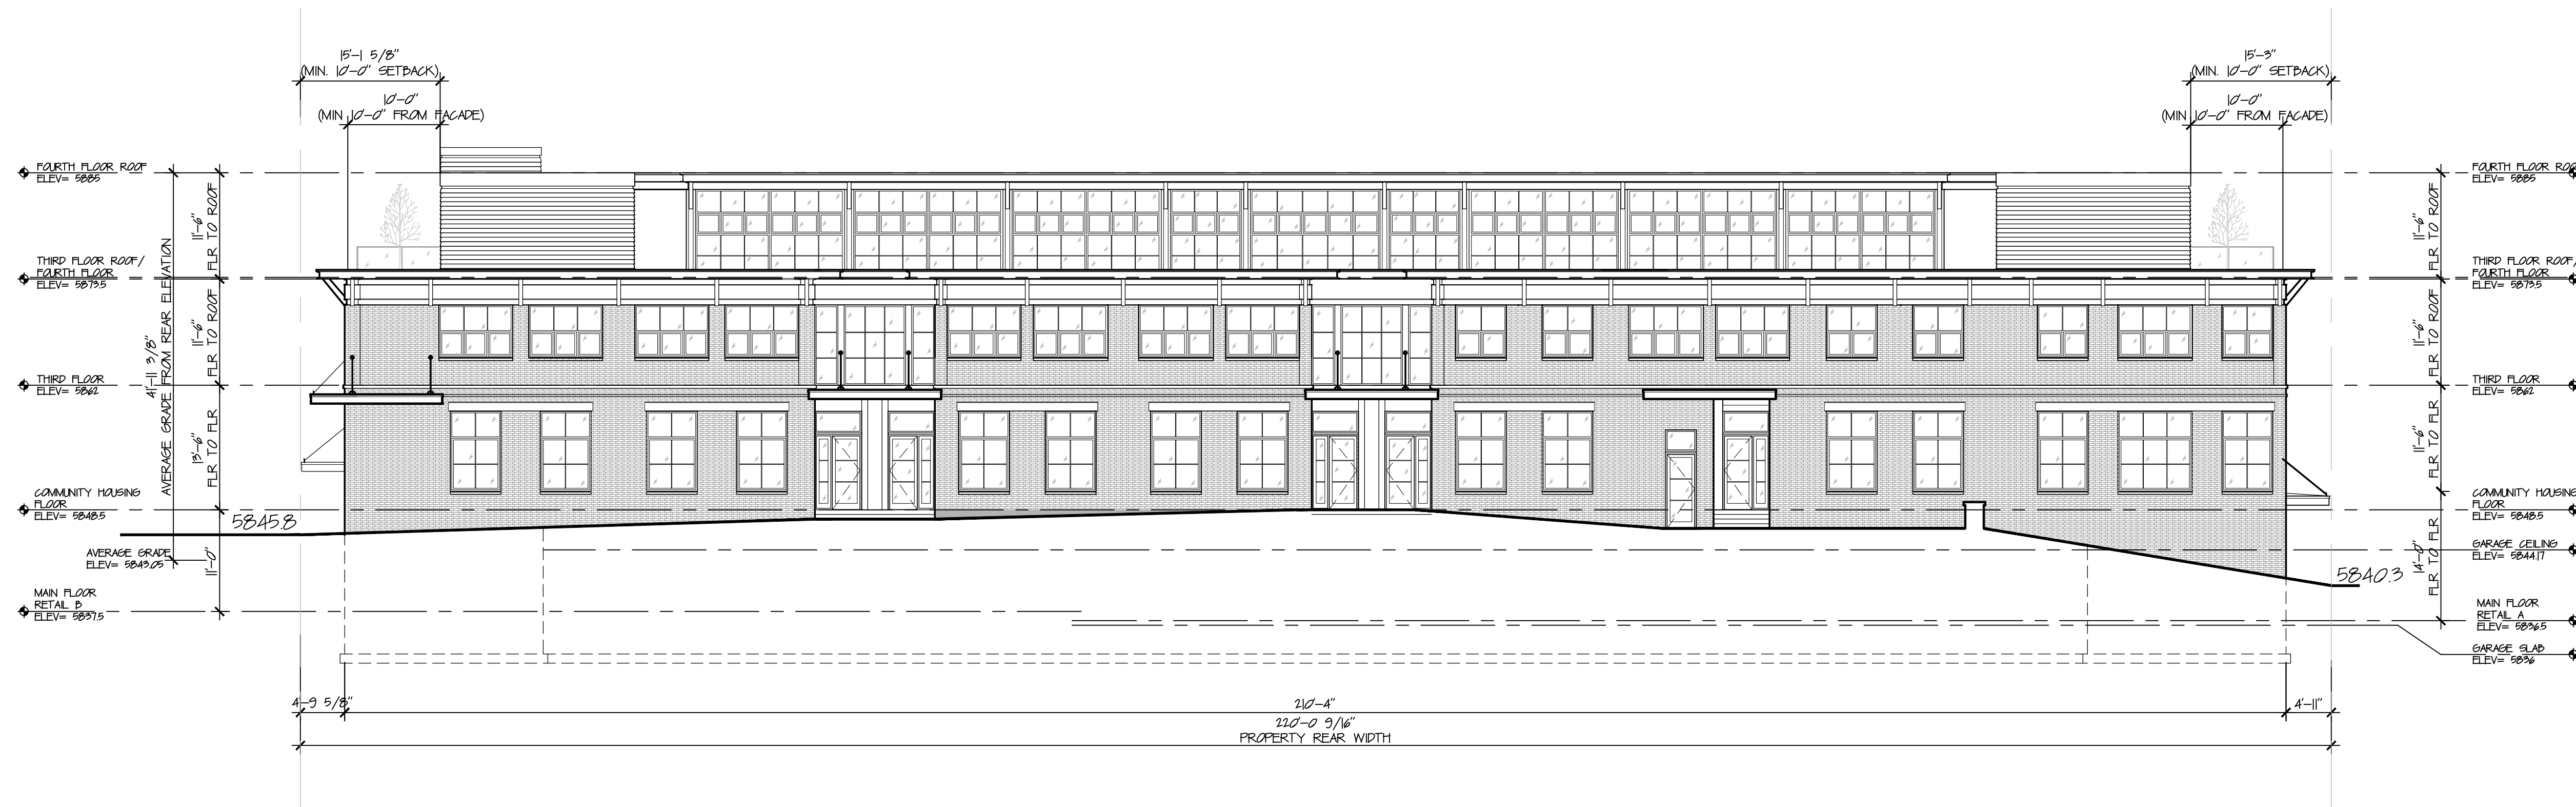 15'-1 5/8"
(MIN. 10'-0" SETBACK)
10'-0"
(MIN 10'-0" FROM FACADE)
15'-3"
(MIN. 10'-0" SETBACK)
10'-0"
(MIN 10'-0" FROM FACADE)
FOURTH FLOOR ROOF
ELEV= 5885
THIRD FLOOR ROOF/
FOURTH FLOOR
ELEV= 5873.5
THIRD FLOOR
ELEV= 5862
COMMUNITY HOUSING
FLOOR
ELEV= 5848.5
AVERAGE GRADE
ELEV= 5843.05
MAIN FLOOR
RETAIL B
ELEV= 5837.5
41'-11 3/8"
AVERAGE GRADE FROM REAR ELEVATION
11'-6"
FLR TO ROOF
11'-6"
FLR TO ROOF
13'-6"
FLR TO FLR
11'-0"
5845.8
5840.3
11'-6"
FLR TO ROOF
11'-6"
FLR TO ROOF
11'-6"
FLR TO FLR
14'-0"
FLR TO FLR
FOURTH FLOOR ROOF
ELEV= 5885
THIRD FLOOR ROOF/
FOURTH FLOOR
ELEV= 5873.5
THIRD FLOOR
ELEV= 5862
COMMUNITY HOUSING
FLOOR
ELEV= 5848.5
GARAGE CEILING
ELEV= 5844.17
MAIN FLOOR
RETAIL A
ELEV= 5836.5
GARAGE SLAB
ELEV= 5836
4'-9 5/8"
210'-4"
4'-11"
220'-0 9/16"
PROPERTY REAR WIDTH